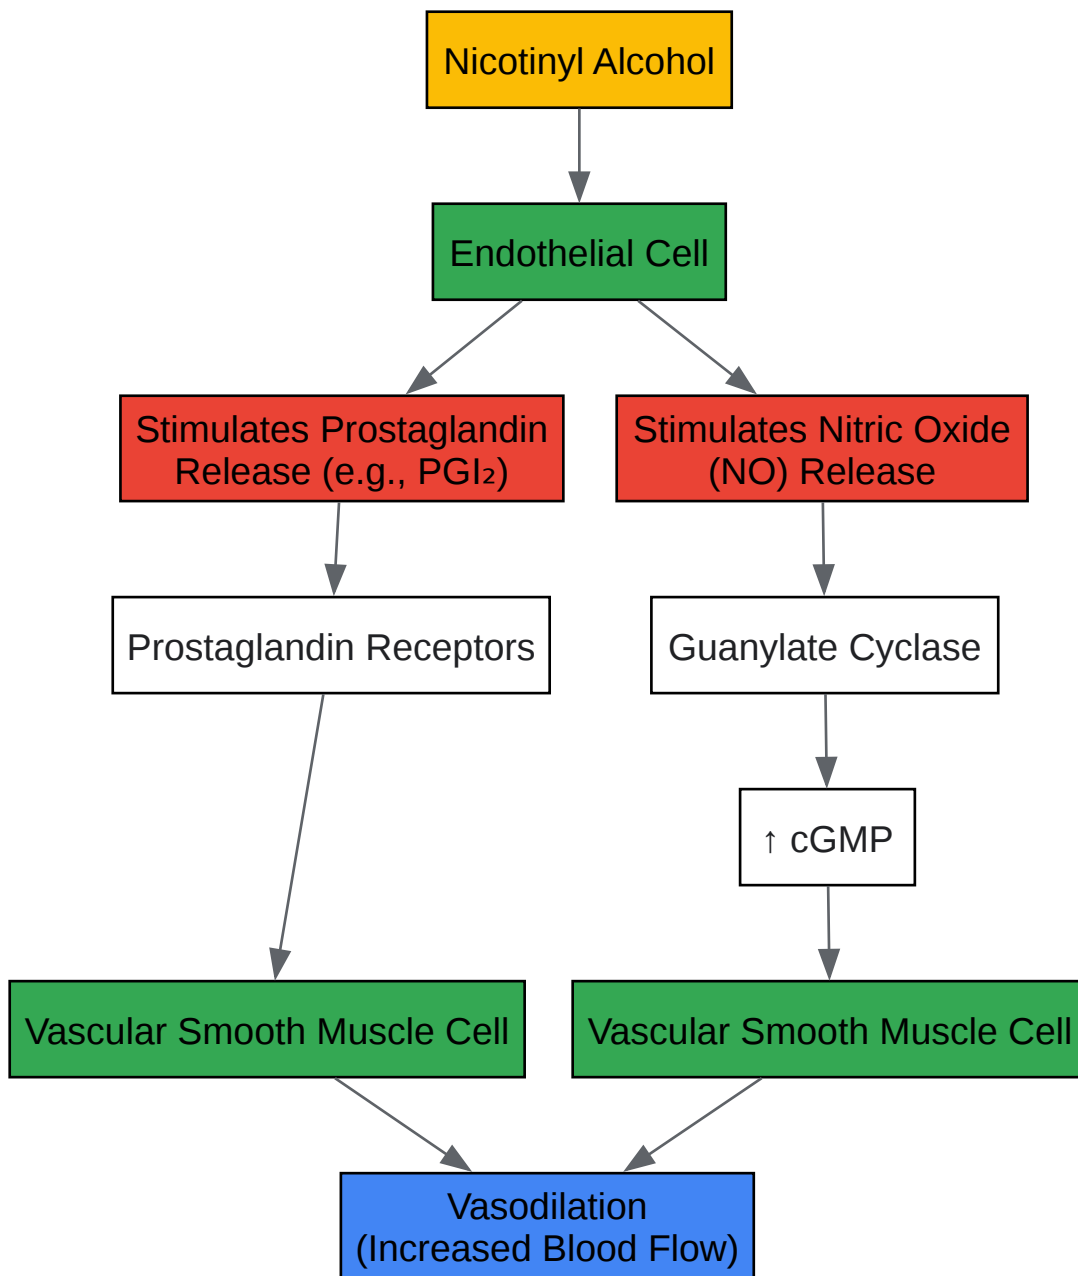 Nicotinyl Alcohol
Endothelial Cell
Stimulates Prostaglandin
Release (e.g., PGI₂)
Stimulates Nitric Oxide
(NO) Release
Prostaglandin Receptors
Guanylate Cyclase
↑ cGMP
Vascular Smooth Muscle Cell
Vascular Smooth Muscle Cell
Vasodilation
(Increased Blood Flow)